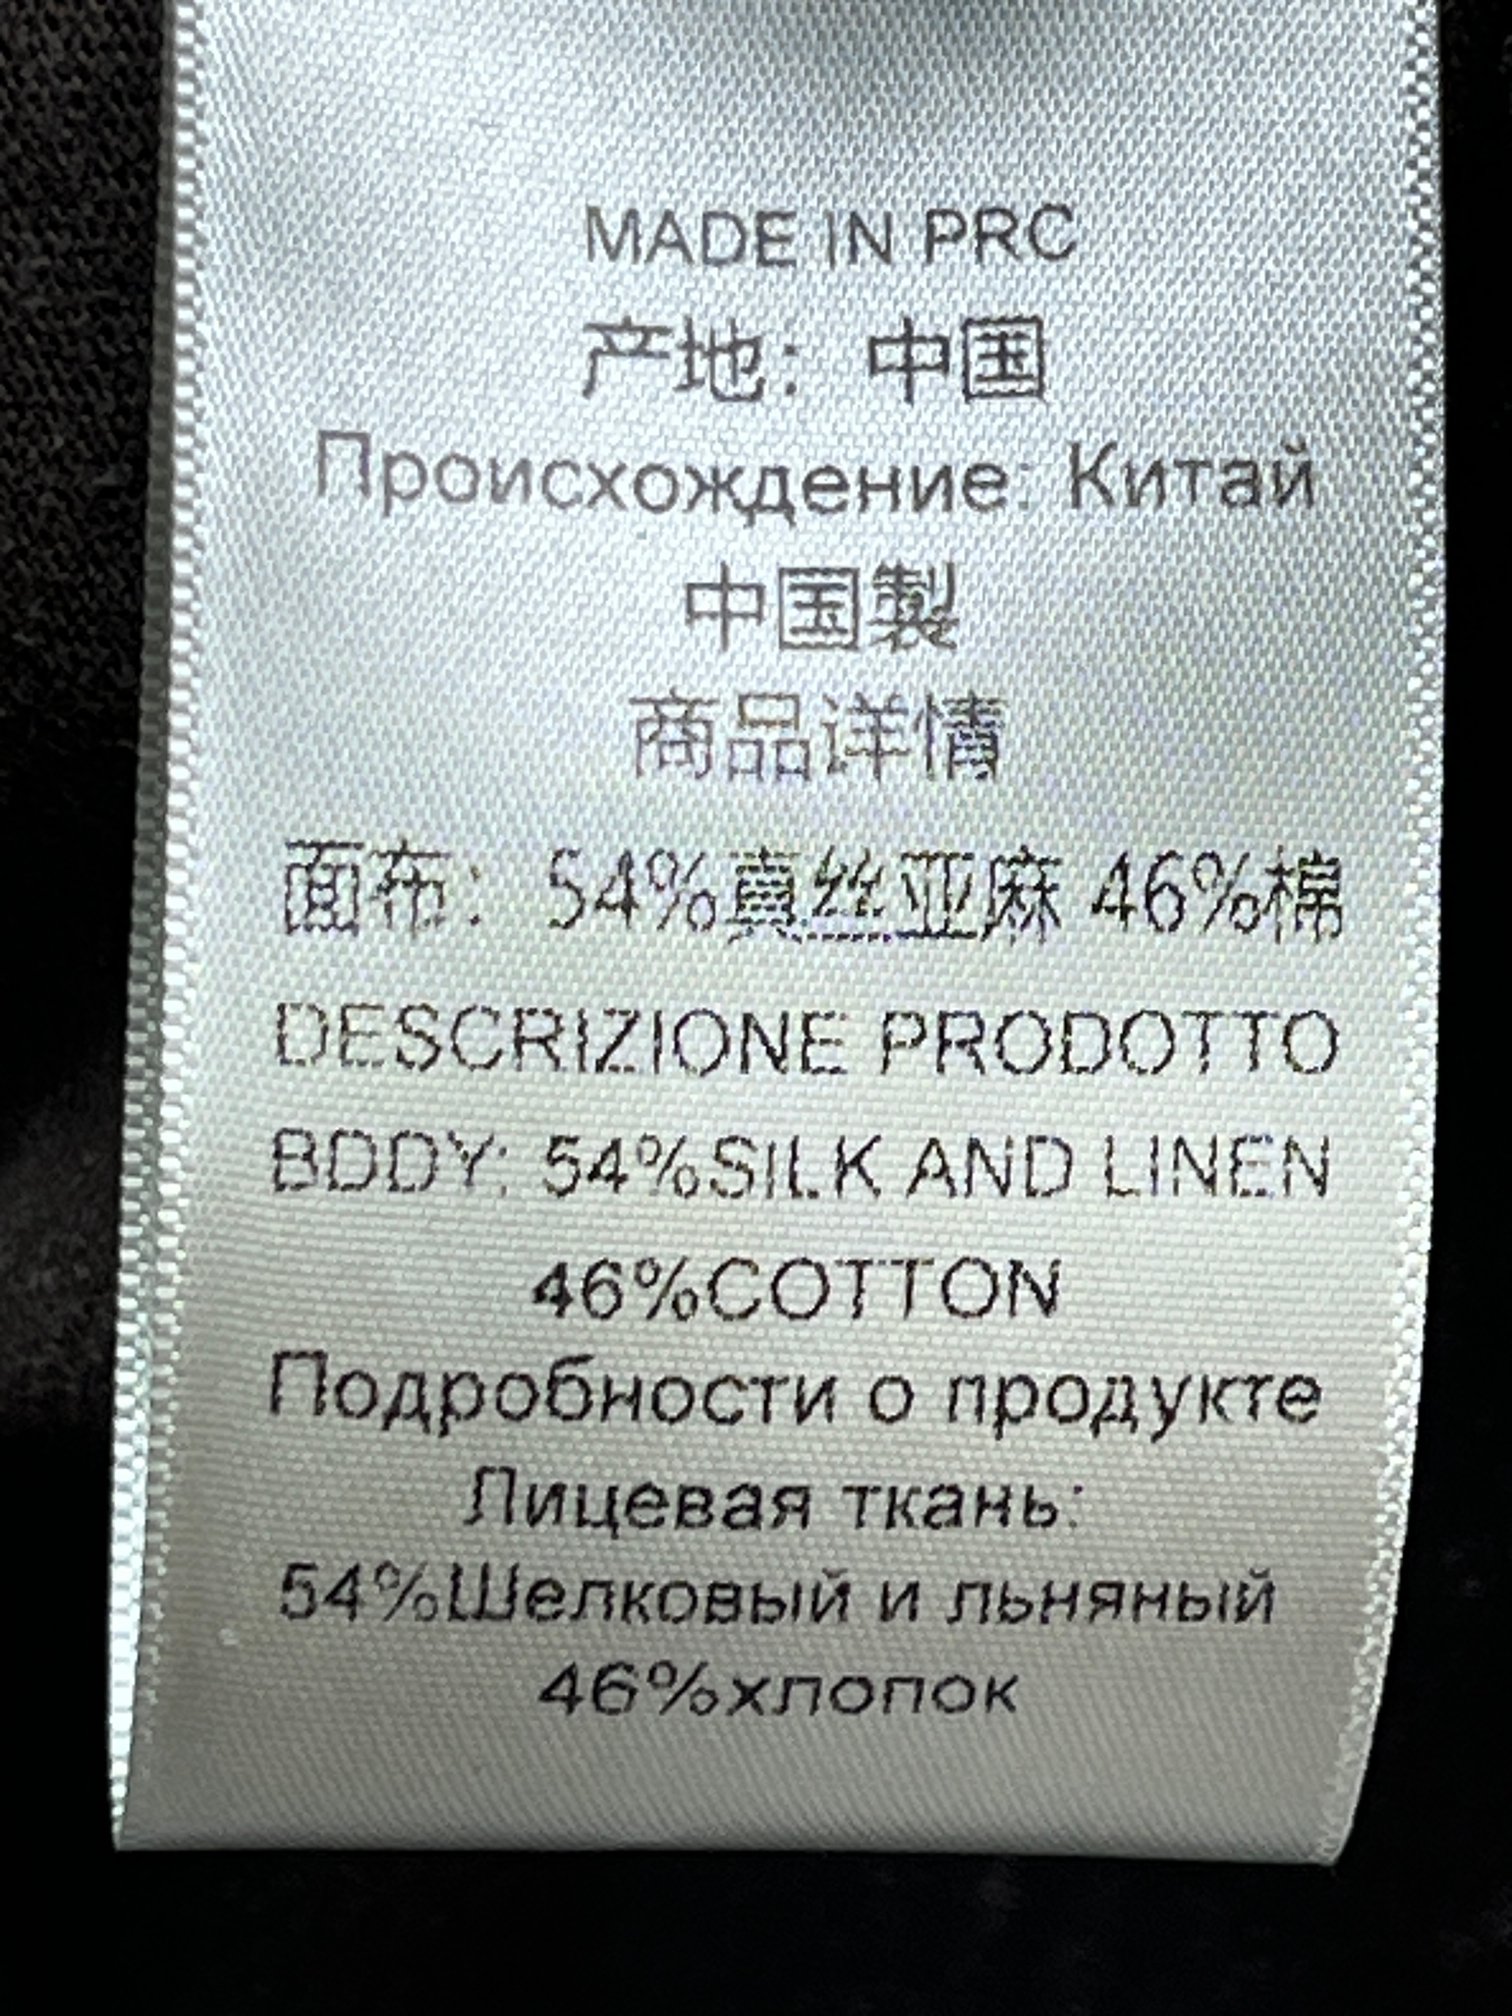 MADE IN PRC
产地：中国
Происхождение: Китай
中国製
商品详情
面布：54%真丝亚麻 46%棉
DESCRIZIONE PRODOTTO
BODY: 54%SILK AND LINEN
46%COTTON
Подробности о продукте
Лицевая ткань:
54%Шелковый и льняный
46%хлопок